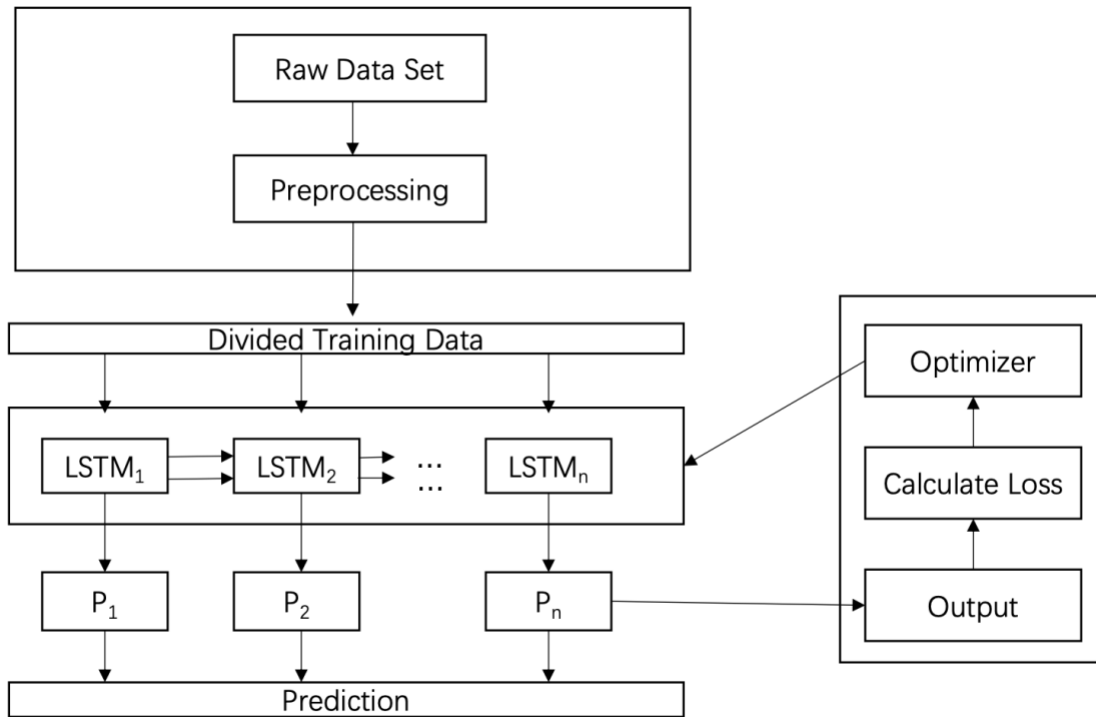 Raw Data Set
Preprocessing
Divided Training Data
LSTM₁ LSTM₂ ... LSTMₙ
...
P₁ P₂ Pₙ
Prediction
Optimizer
Calculate Loss
Output